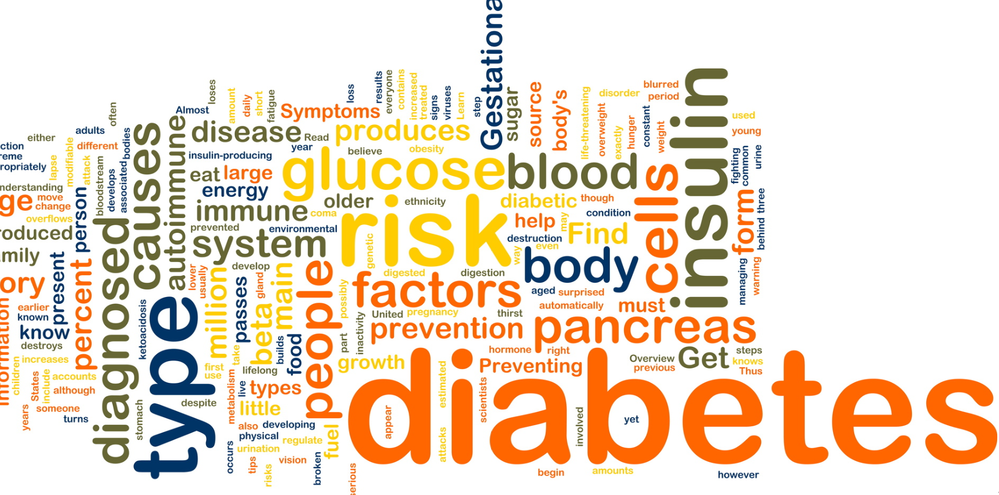 Gestationa
often
loses
Almost
amount
daily
short
fatigue
Symptoms
loss
results
everyone
contains
increased
treated
signs
viruses
Learn
step
sugar
source
body's
life-threatening
disorder
overweight
exactly
hunger
constant
blurred
period
weight
insulin
used
young
either
adults
different
bodies
ction
reme
ropriately
lapse
modifiable
attack
bloodstream
develops
associated
causes
autoimmune
disease
Read
produces
year
insulin-producing
believe
obesity
eat
large
glucose
blood
cells
fighting
common
urine
nderstanding
ge
move
change
energy
older
ethnicity
diabetic
though
immune
coma
risk
help
may
condition
form
behind
three
overflows
roduced
person
diagnosed
prevented
environmental
destruction
Find
even
system
genetic
way
body
mily
present
percent
lower
usually
develop
digested
digestion
managing
warning
ory
million
passes
gland
main
people
possibly
factors
aged
surprised
automatically
must
information
earlier
known
know
destroys
ketoacidosis
type
beta
inactivity
United
pregnancy
thirst
prevention
pancreas
children
increases
take
builds
food
part
growth
hormone
right
Preventing
Overview
previous
Get
steps
knows
Thus
States
include
accounts
although
first
use
lifelong
metabolism
live
types
estimated
scientists
diabetes
years
someone
turns
stomach
despite
little
also
developing
physical
urination
regulate
fuel
appear
attacks
involved
yet
occurs
tips
risks
vision
broken
erious
begin
amounts
however